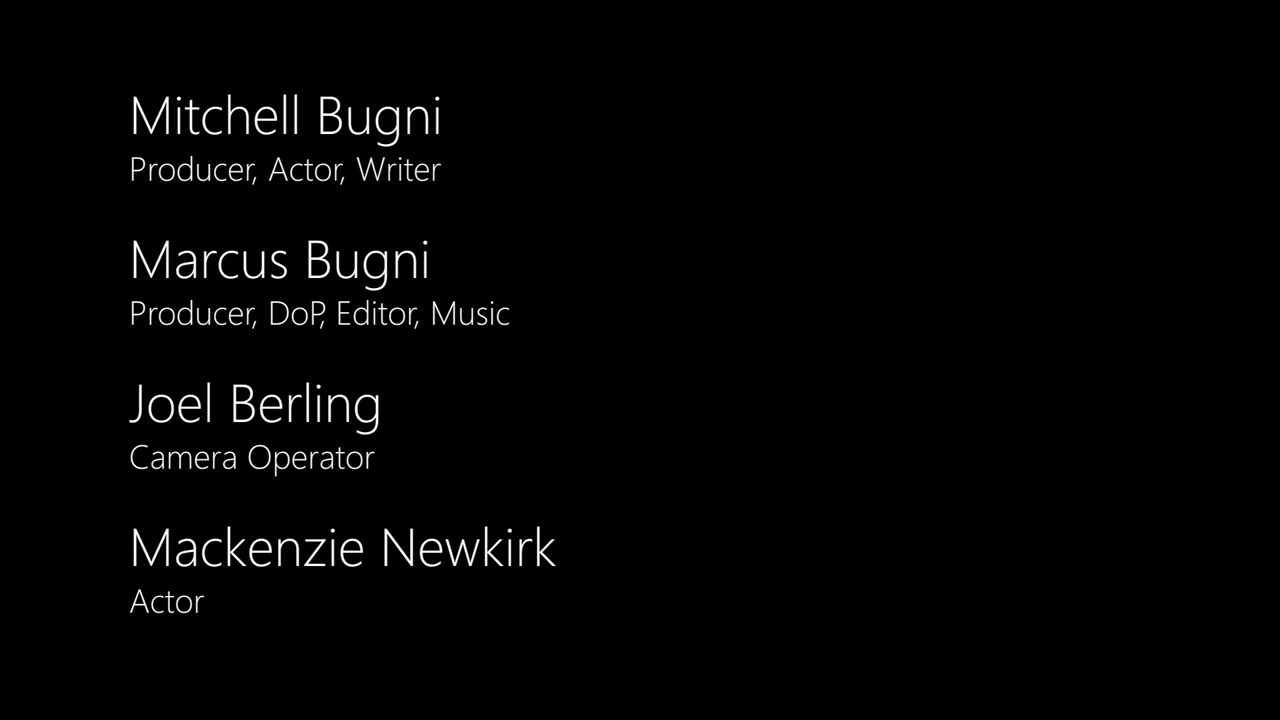 Mitchell Bugni
Producer, Actor, Writer
Marcus Bugni
Producer, DoP, Editor, Music
Joel Berling
Camera Operator
Mackenzie Newkirk
Actor